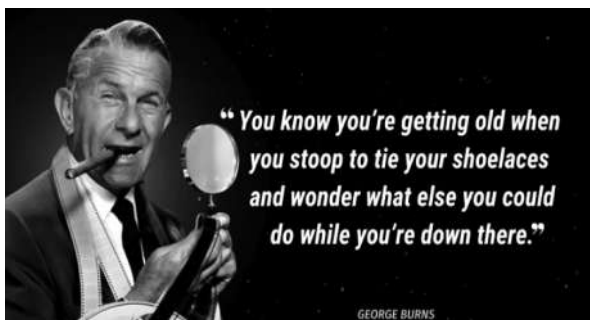 “ You know you’re getting old when
you stoop to tie your shoelaces
and wonder what else you could
do while you’re down there.”
GEORGE BURNS